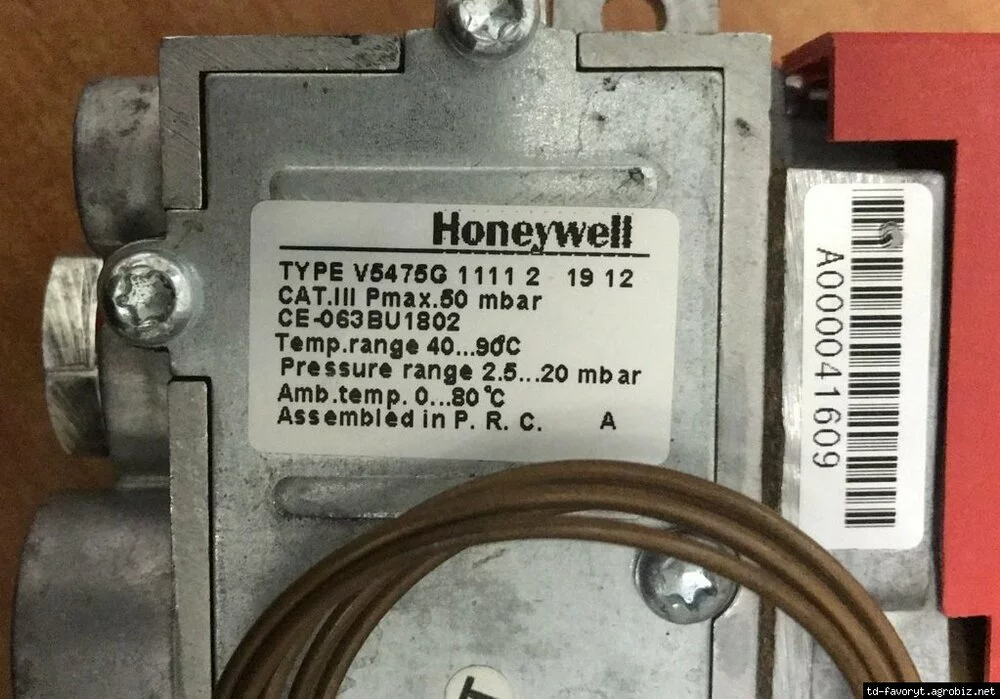 Honeywell
TYPE V5475G 1111 2 19 12
CAT.III Pmax.50 mbar
CE-063BU1802
Temp.range 40...90°C
Pressure range 2.5...20 mbar
Amb.temp. 0...80°C
Assembled in P. R. C. A
A000041609
td-favoryt.agrobiz.net